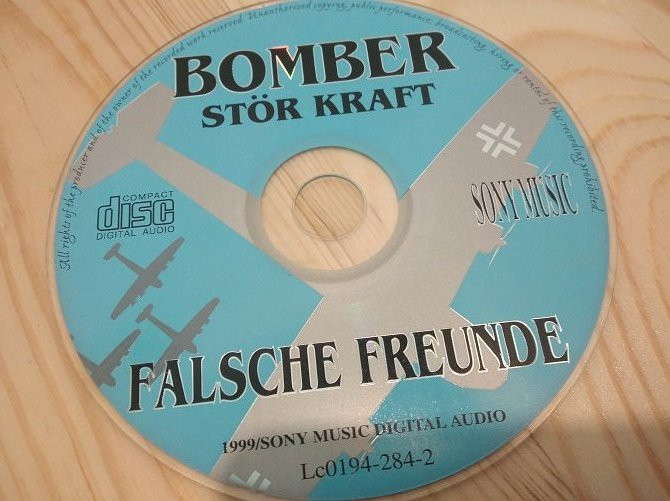 All rights of the producer and of the owner of the recorded work reserved. Unauthorized copying, public performance, broadcasting, hiring or rental of this recording prohibited.
BOMBER
STÖR KRAFT
COMPACT
disc
DIGITAL AUDIO
SONY MUSIC
FALSCHE FREUNDE
1999/SONY MUSIC DIGITAL AUDIO
Lc0194-284-2